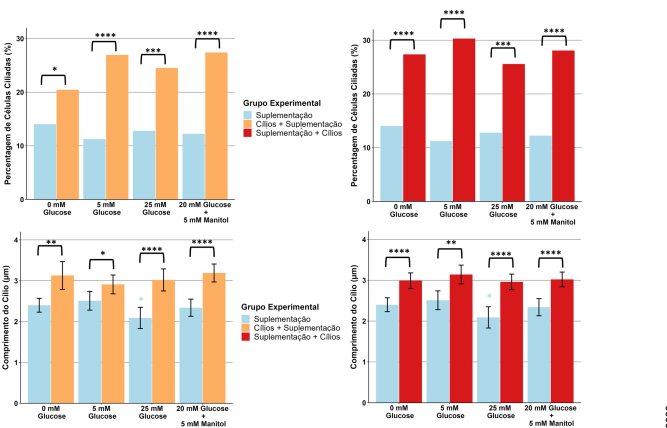 Percentagem de Células Ciliadas (%)
30
20
10
0
*
****
***
****
0 mM
Glucose
5 mM
Glucose
25 mM
Glucose
20 mM Glucose
+
5 mM Manitol
Grupo Experimental
Suplementação
Cílios + Suplementação
Suplementação + Cílios
Percentagem de Células Ciliadas (%)
30
20
10
0
****
****
***
****
0 mM
Glucose
5 mM
Glucose
25 mM
Glucose
20 mM Glucose
+
5 mM Manitol
Comprimento do Cílio (µm)
4
3
2
1
0
**
*
****
****
*
0 mM
Glucose
5 mM
Glucose
25 mM
Glucose
20 mM Glucose
+
5 mM Manitol
Grupo Experimental
Suplementação
Cílios + Suplementação
Suplementação + Cílios
Comprimento do Cílio (µm)
4
3
2
1
0
****
**
****
****
*
0 mM
Glucose
5 mM
Glucose
25 mM
Glucose
20 mM Glucose
+
5 mM Manitol